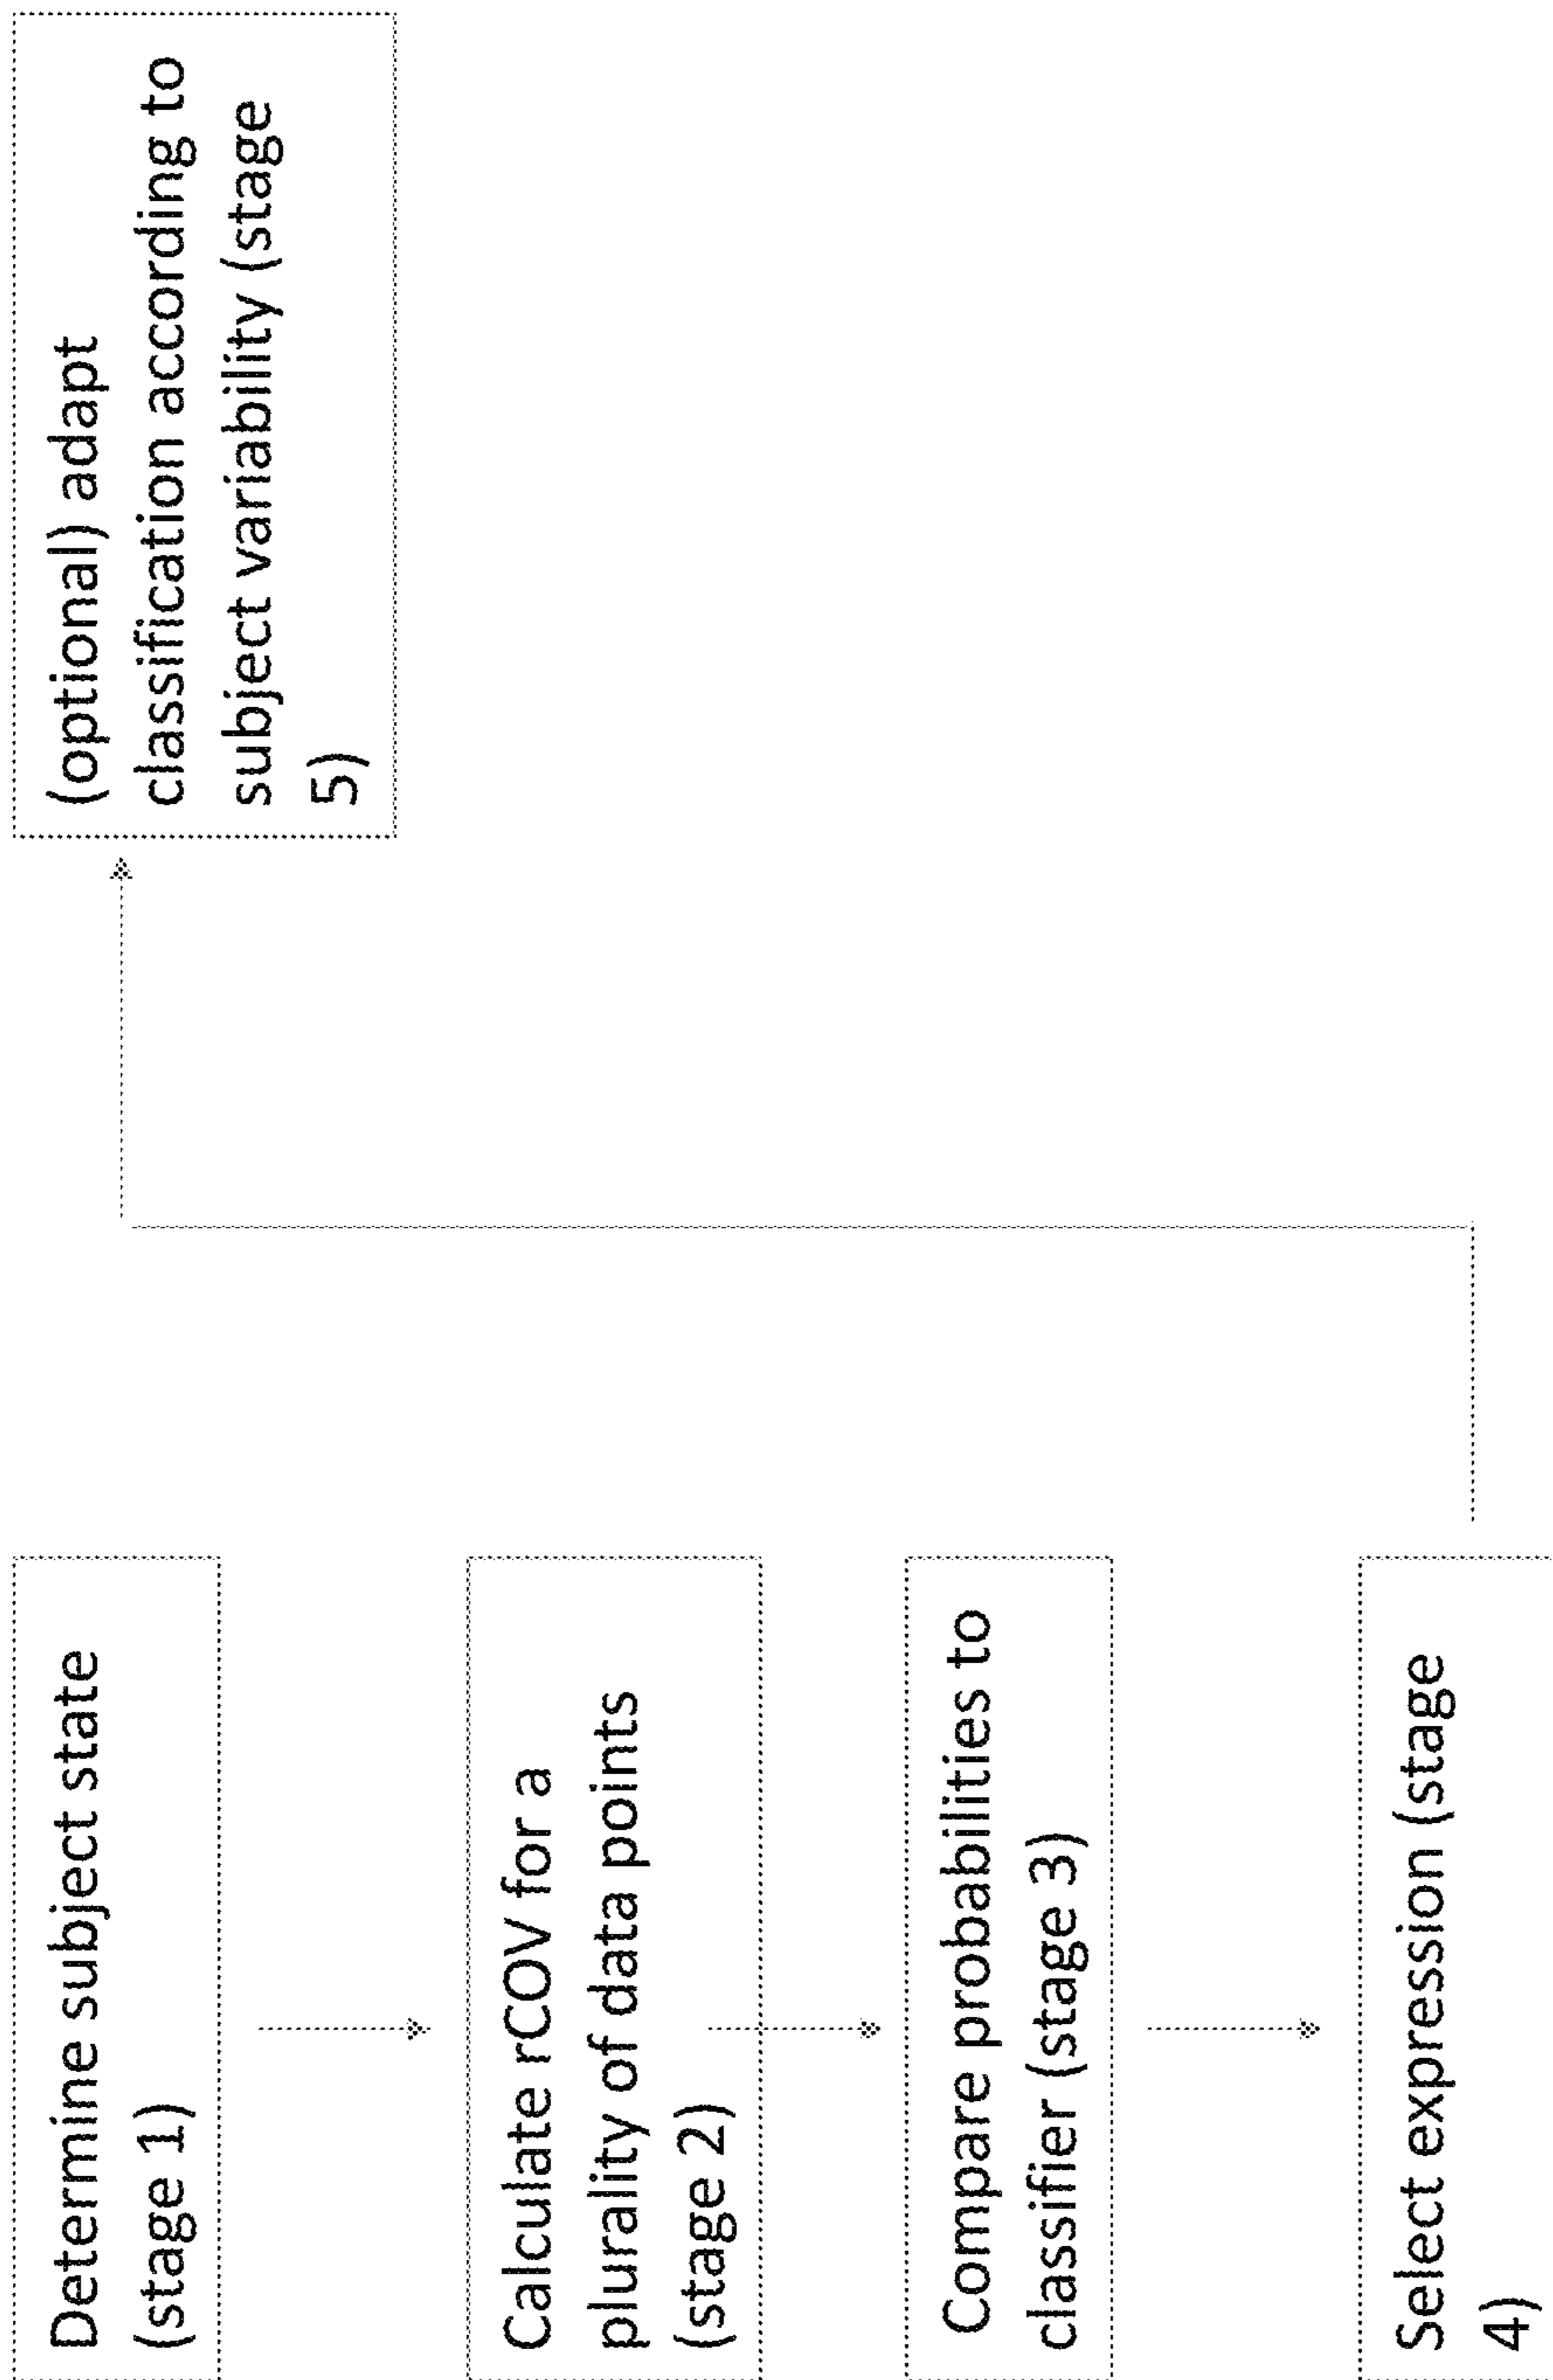 Determine subject state
(stage 1)
Calculate rCOV for a
plurality of data points
(stage 2)
Compare probabilities to
classifier (stage 3)
Select expression (stage
4)
(optional) adapt
classification according to
subject variability (stage
5)